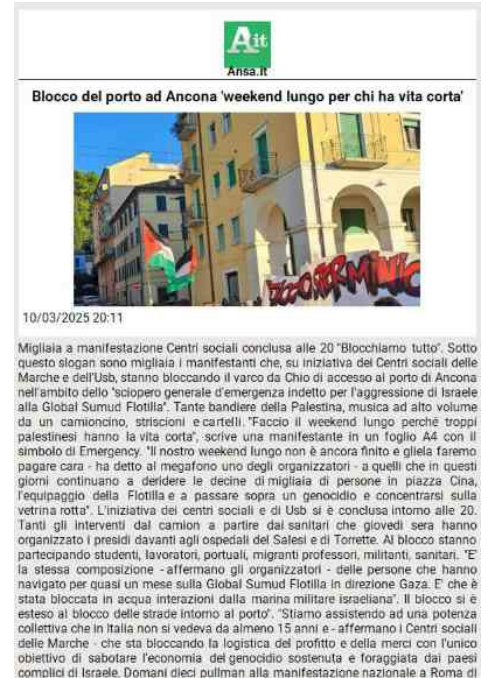 Ait
Ansa.it
Blocco del porto ad Ancona 'weekend lungo per chi ha vita corta'
10/03/2025 20:11
Migliaia a manifestazione Centri sociali conclusa alle 20 "Blocchiamo tutto". Sotto
questo slogan sono migliaia i manifestanti che, su iniziativa dei Centri sociali delle
Marche e dell'Usb, stanno bloccando il varco da Chio di accesso al porto di Ancona
nell'ambito dello "sciopero generale d'emergenza indetto per l'aggressione di Israele
alla Global Sumud Flotilla". Tante bandiere della Palestina, musica ad alto volume
da un camioncino, striscioni e cartelli. "Faccio il weekend lungo perché troppi
palestinesi hanno la vita corta", scrive una manifestante in un foglio A4 con il
simbolo di Emergency. "Il nostro weekend lungo non è ancora finito e gliela faremo
pagare cara - ha detto al megafono uno degli organizzatori - a quelli che in questi
giorni continuano a deridere le decine di migliaia di persone in piazza Cina,
l'equipaggio della Flotilla e a passare sopra un genocidio e concentrarsi sulla
vetrina rotta". L'iniziativa dei centri sociali e di Usb si è conclusa intorno alle 20.
Tanti gli interventi dal camion a partire dai sanitari che giovedì sera hanno
organizzato i presidi davanti agli ospedali del Salesi e di Torrette. Al blocco stanno
partecipando studenti, lavoratori, portuali, migranti professori, militanti, sanitari. "E'
la stessa composizione - affermano gli organizzatori - delle persone che hanno
navigato per quasi un mese sulla Global Sumud Flotilla in direzione Gaza. E' che è
stata bloccata in acqua interazioni dalla marina militare israeliana". Il blocco si è
esteso al blocco delle strade intorno al porto". "Stiamo assistendo ad una potenza
collettiva che in Italia non si vedeva da almeno 15 anni e - affermano i Centri sociali
delle Marche - che sta bloccando la logistica del profitto e della merci con l'unico
obiettivo di sabotare l'economia del genocidio sostenuta e foraggiata dai paesi
complici di Israele. Domani dieci pullman alla manifestazione nazionale a Roma di